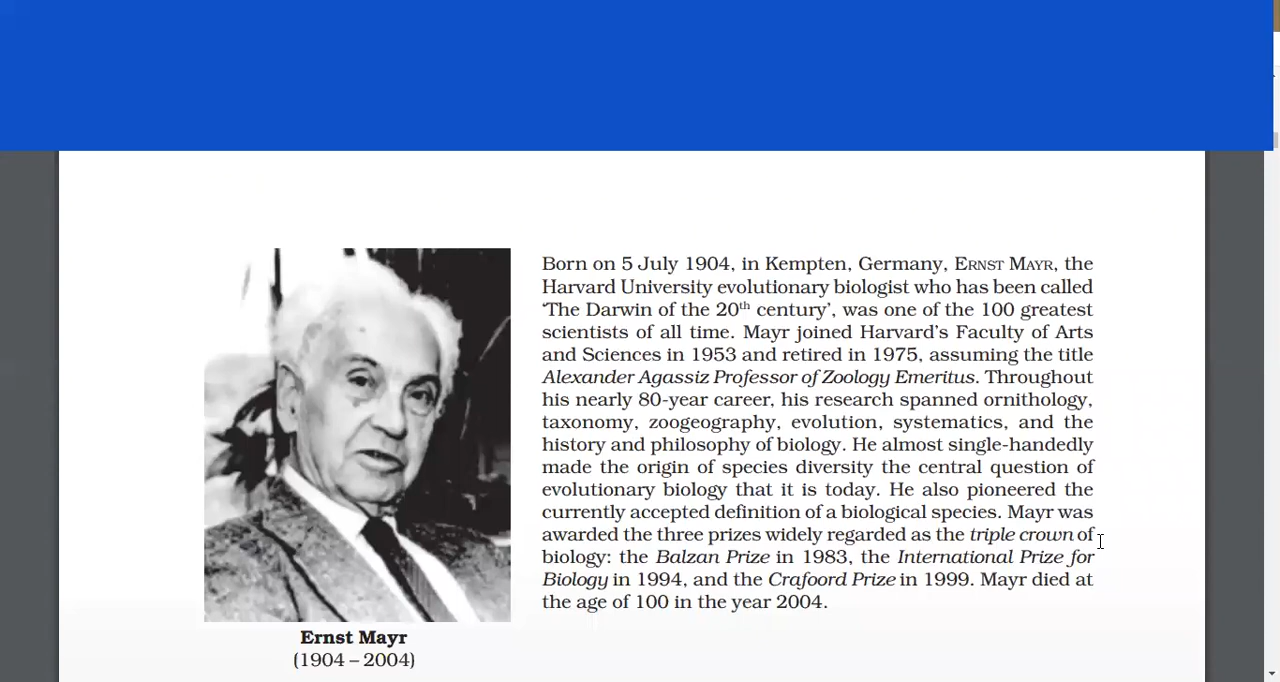 Born on 5 July 1904, in Kempten, Germany, ERNST MAYR, the
Harvard University evolutionary biologist who has been called
‘The Darwin of the 20th century’, was one of the 100 greatest
scientists of all time. Mayr joined Harvard’s Faculty of Arts
and Sciences in 1953 and retired in 1975, assuming the title
Alexander Agassiz Professor of Zoology Emeritus. Throughout
his nearly 80-year career, his research spanned ornithology,
taxonomy, zoogeography, evolution, systematics, and the
history and philosophy of biology. He almost single-handedly
made the origin of species diversity the central question of
evolutionary biology that it is today. He also pioneered the
currently accepted definition of a biological species. Mayr was
awarded the three prizes widely regarded as the triple crown of
biology: the Balzan Prize in 1983, the International Prize for
Biology in 1994, and the Crafoord Prize in 1999. Mayr died at
the age of 100 in the year 2004.
Ernst Mayr
(1904 – 2004)